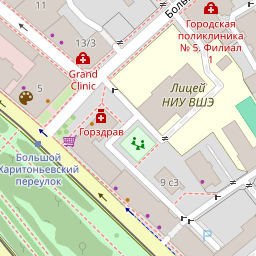 11
Боль
Городская
поликлиника
№ 5, Филиал
1
13/3
Grand
Clinic
5
Лицей
НИУ ВШЭ
Горздрав
Большой
Харитоньевский
переулок
9 с3